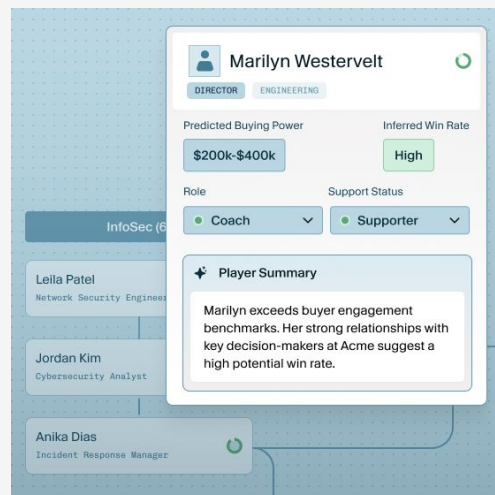 Marilyn Westervelt
DIRECTOR
ENGINEERING
Predicted Buying Power
Inferred Win Rate
$200k-$400k
High
Role
Support Status
Coach
Supporter
Player Summary
Marilyn exceeds buyer engagement
benchmarks. Her strong relationships with
key decision-makers at Acme suggest a
high potential win rate.
InfoSec (6
Leila Patel
Network Security
Jordan Kim
Cybersecurity Analyst
Anika Dias
Incident Response Manager